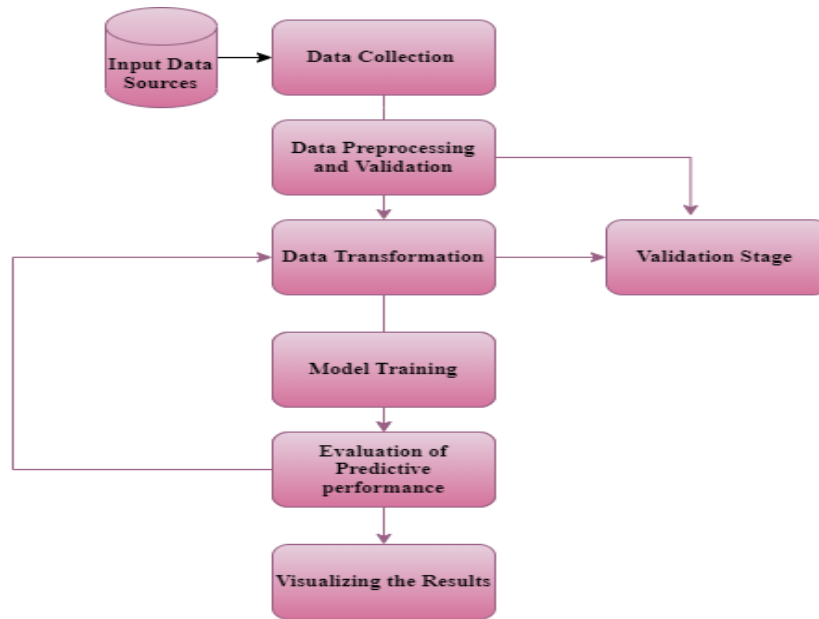 Input Data
Sources
Data Collection
Data Preprocessing
and Validation
Data Transformation
Validation Stage
Model Training
Evaluation of
Predictive
performance
Visualizing the Results